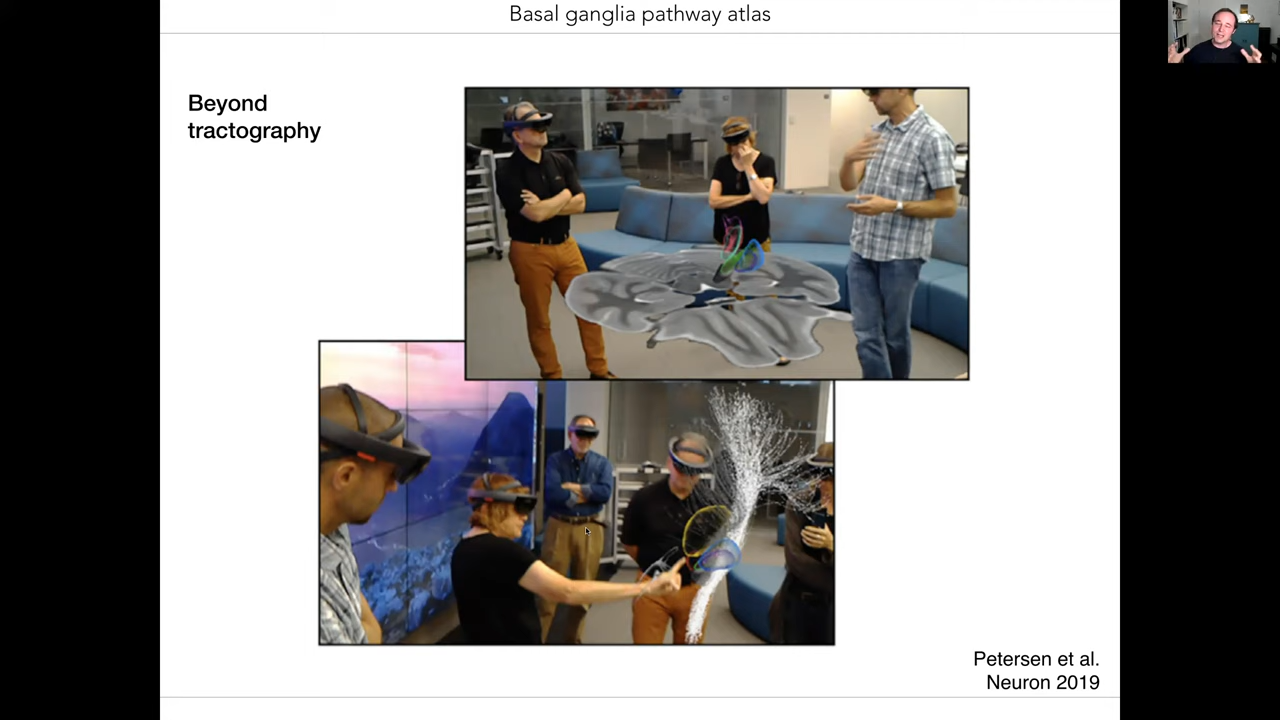 Basal ganglia pathway atlas
Beyond
tractography
Petersen et al.
Neuron 2019